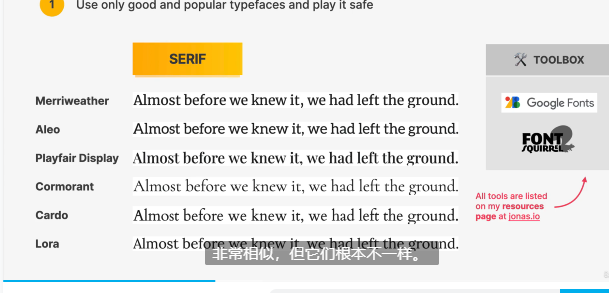 1 Use only good and popular typefaces and play it safe
SERIF
TOOLBOX
Merriweather Almost before we knew it, we had left the ground.
Google Fonts
Aleo Almost before we knew it, we had left the ground.
FONT SQUIRREL
Playfair Display Almost before we knew it, we had left the ground.
Cormorant Almost before we knew it, we had left the ground.
All tools are listed
on my resources
page at jonas.io
Cardo Almost before we knew it, we had left the ground.
Lora Almost before we knew it, we had left the ground.
非常相似，但它们根本不一样。